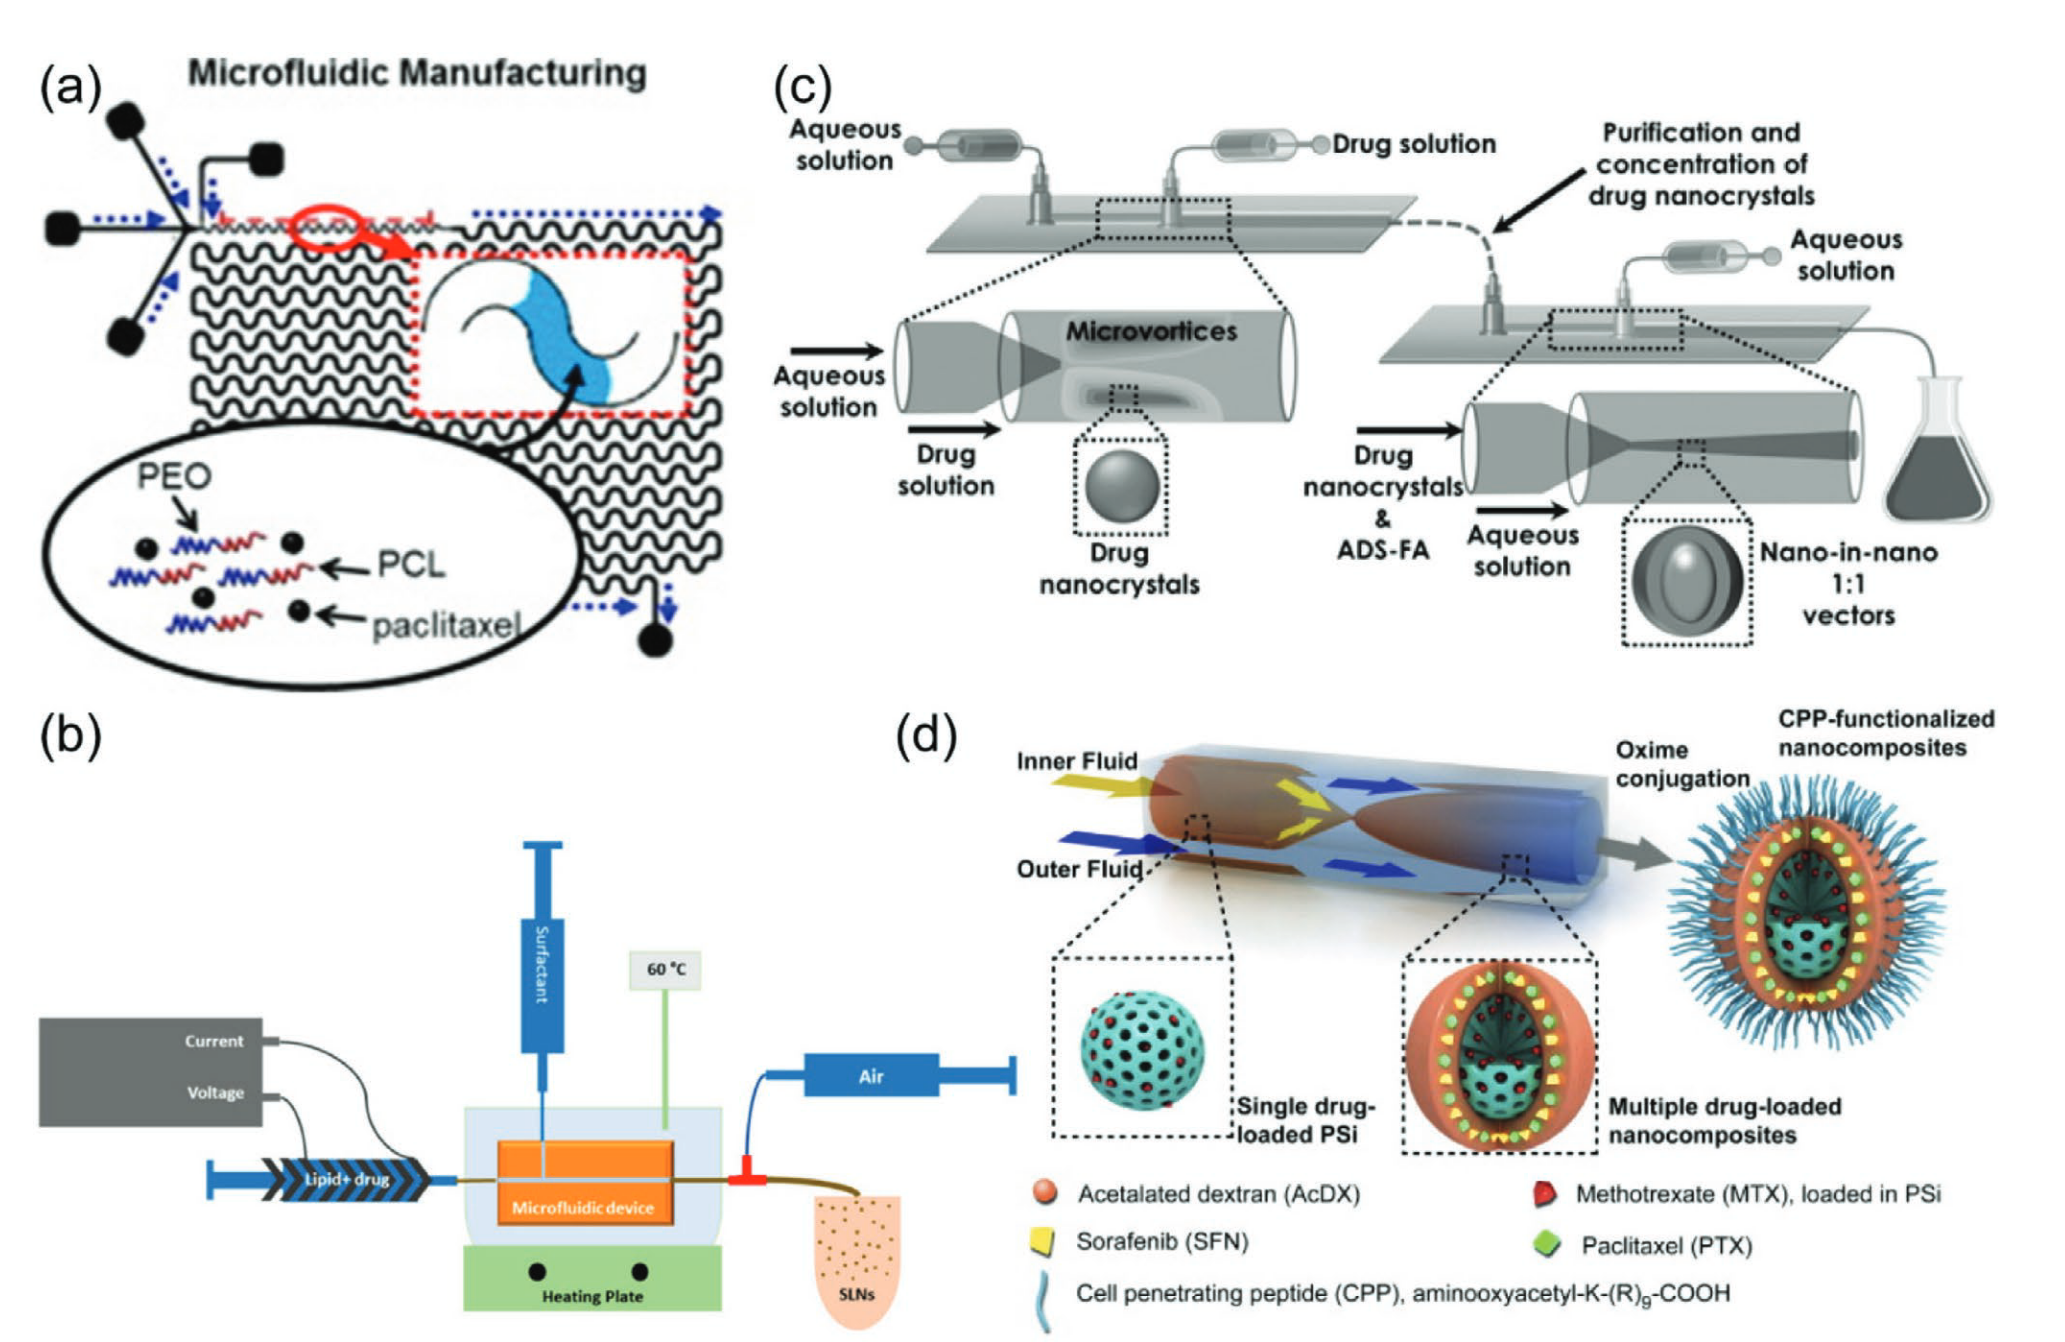 (a)
Microfluidic Manufacturing
PEO
PCL
paclitaxel
(c)
Aqueous
solution
Drug solution
Purification and
concentration of
drug nanocrystals
Aqueous
solution
Microvortices
Aqueous
solution
Drug
solution
Drug
nanocrystals
Drug
nanocrystals
&
ADS-FA
Aqueous
solution
Nano-in-nano
1:1
vectors
(b)
Surfactant
60 °C
Current
Voltage
Air
Lipid+ drug
Microfluidic device
Heating Plate
SLNs
(d)
Inner Fluid
Outer Fluid
Oxime
conjugation
CPP-functionalized
nanocomposites
Single drug-
loaded PSi
Multiple drug-loaded
nanocomposites
Acetalated dextran (AcDX)
Methotrexate (MTX), loaded in PSi
Sorafenib (SFN)
Paclitaxel (PTX)
Cell penetrating peptide (CPP), aminooxyacetyl-K-(R)₉-COOH